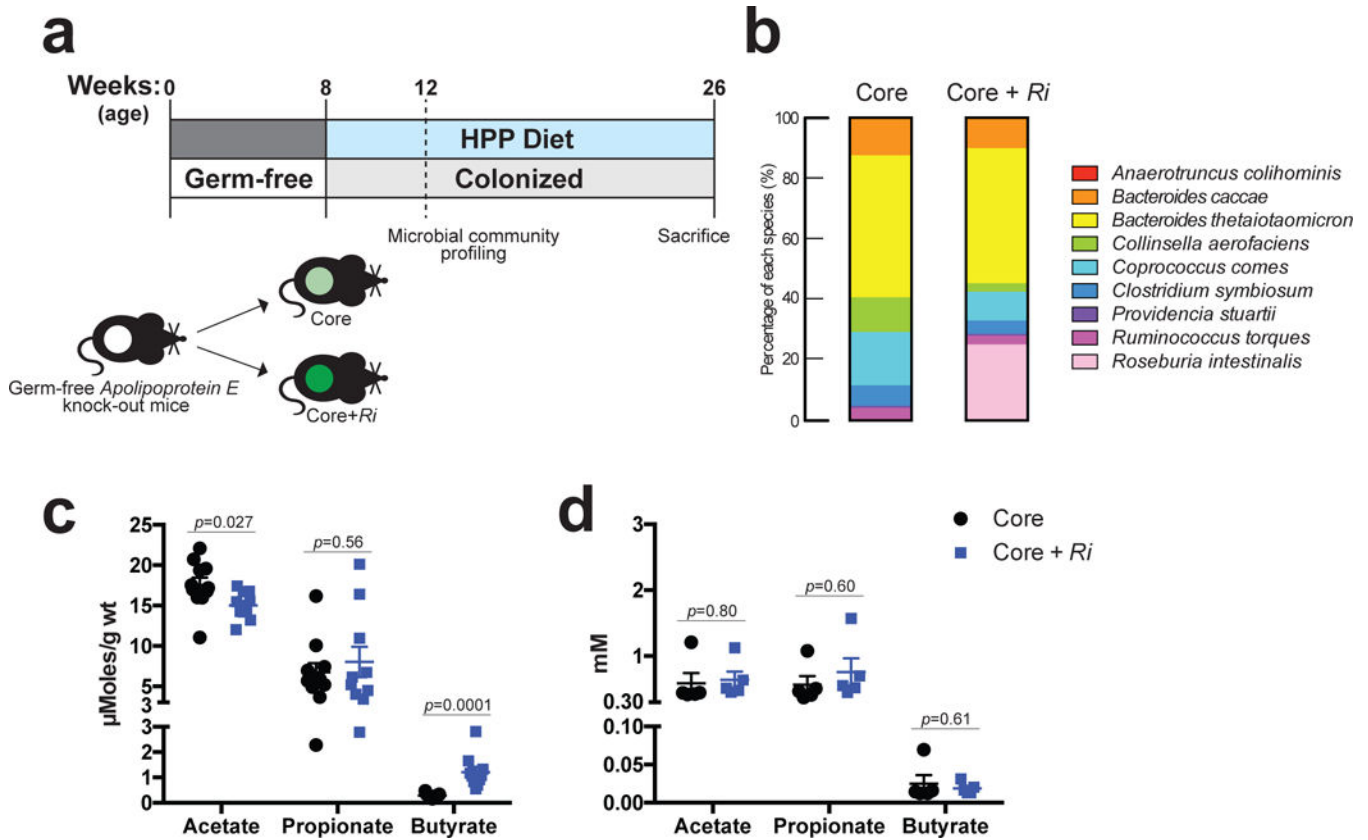 a
Weeks:
(age)
0
8
12
26
HPP Diet
Germ-free
Colonized
Microbial community
profiling
Sacrifice
Core
Germ-free Apolipoprotein E
knock-out mice
Core+Ri
b
Core
Core + Ri
Percentage of each species (%)
100
80
60
40
20
0
Anaerotruncus colihominis
Bacteroides caccae
Bacteroides thetaiotaomicron
Collinsella aerofaciens
Coprococcus comes
Clostridium symbiosum
Providencia stuartii
Ruminococcus torques
Roseburia intestinalis
c
µMoles/g wt
25
20
15
10
5
3
3
2
1
0
p=0.027
p=0.56
p=0.0001
Acetate
Propionate
Butyrate
d
mM
3
2
1
0.30
0.10
0.05
0.00
p=0.80
p=0.60
p=0.61
Acetate
Propionate
Butyrate
Core
Core + Ri